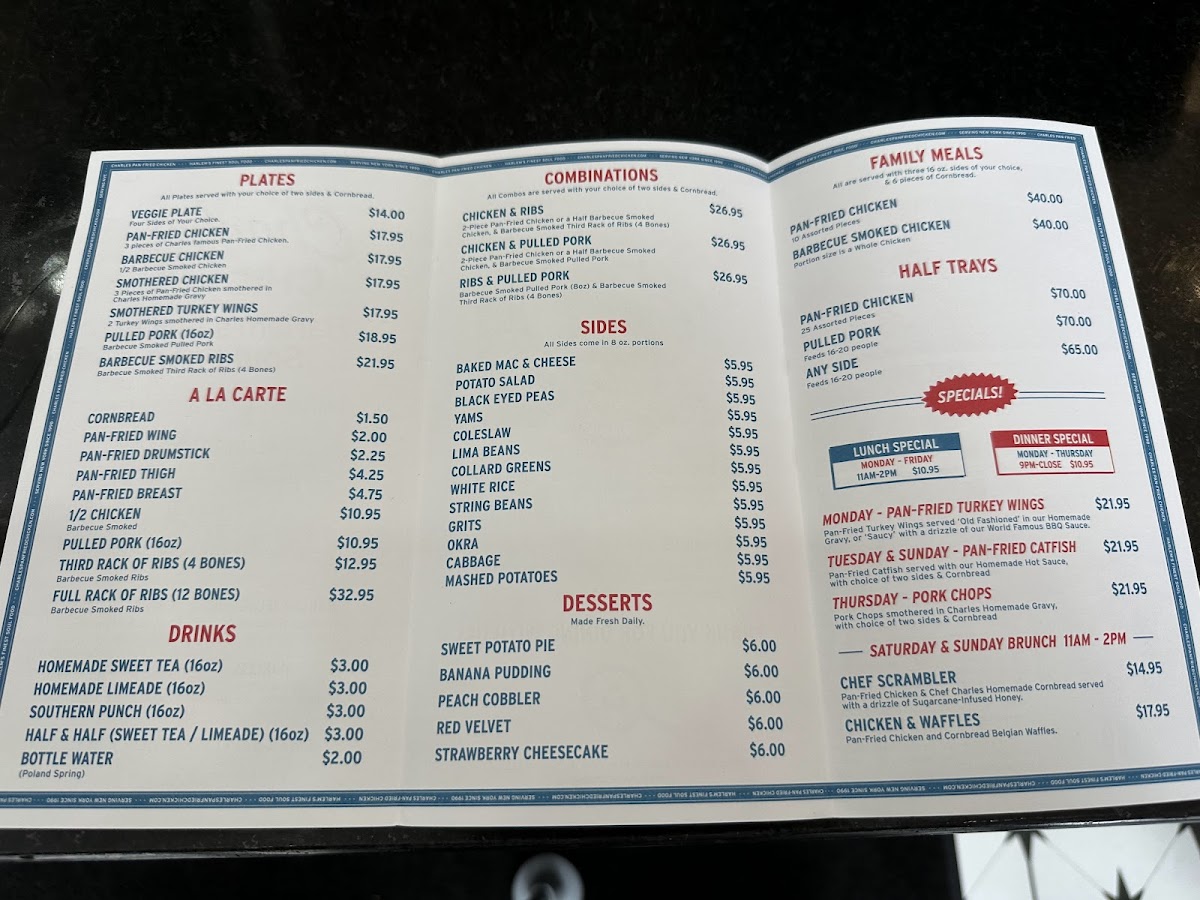 CHARLES PAN-FRIED CHICKEN HARLEM'S FINEST SOUL FOOD CHARLESPANFRIEDCHICKEN.COM SERVING NEW YORK SINCE 1990
PLATES
All Plates served with your choice of two sides & Cornbread.
VEGGIE PLATE $14.00
Four Sides of Your Choice.
PAN-FRIED CHICKEN $17.95
3 pieces of Charles famous Pan-Fried Chicken.
BARBECUE CHICKEN $17.95
1/2 Barbecue Smoked Chicken
SMOTHERED CHICKEN $17.95
3 Pieces of Pan-Fried Chicken smothered in
Charles Homemade Gravy
SMOTHERED TURKEY WINGS $17.95
2 Turkey Wings smothered in Charles Homemade Gravy
PULLED PORK (16oz) $18.95
Barbecue Smoked Pulled Pork
BARBECUE SMOKED RIBS $21.95
Barbecue Smoked Third Rack of Ribs (4 Bones)
A LA CARTE
CORNBREAD $1.50
PAN-FRIED WING $2.00
PAN-FRIED DRUMSTICK $2.25
PAN-FRIED THIGH $4.25
PAN-FRIED BREAST $4.75
1/2 CHICKEN $10.95
Barbecue Smoked
PULLED PORK (16oz) $10.95
THIRD RACK OF RIBS (4 BONES) $12.95
Barbecue Smoked Ribs
FULL RACK OF RIBS (12 BONES) $32.95
Barbecue Smoked Ribs
DRINKS
HOMEMADE SWEET TEA (16oz) $3.00
HOMEMADE LIMEADE (16oz) $3.00
SOUTHERN PUNCH (16oz) $3.00
HALF & HALF (SWEET TEA / LIMEADE) (16oz) $3.00
BOTTLE WATER $2.00
(Poland Spring)
COMBINATIONS
All Combos are served with your choice of two sides & Cornbread.
CHICKEN & RIBS $26.95
2-Piece Pan-Fried Chicken or a Half Barbecue Smoked
Chicken, & Barbecue Smoked Third Rack of Ribs (4 Bones)
CHICKEN & PULLED PORK $26.95
2-Piece Pan-Fried Chicken or a Half Barbecue Smoked
Chicken, & Barbecue Smoked Pulled Pork
RIBS & PULLED PORK $26.95
Barbecue Smoked Pulled Pork (8oz) & Barbecue Smoked
Third Rack of Ribs (4 Bones)
SIDES
All Sides come in 8 oz. portions
BAKED MAC & CHEESE $5.95
POTATO SALAD $5.95
BLACK EYED PEAS $5.95
YAMS $5.95
COLESLAW $5.95
LIMA BEANS $5.95
COLLARD GREENS $5.95
WHITE RICE $5.95
STRING BEANS $5.95
GRITS $5.95
OKRA $5.95
CABBAGE $5.95
MASHED POTATOES $5.95
DESSERTS
Made Fresh Daily.
SWEET POTATO PIE $6.00
BANANA PUDDING $6.00
PEACH COBBLER $6.00
RED VELVET $6.00
STRAWBERRY CHEESECAKE $6.00
FAMILY MEALS
All are served with three 16 oz. sides of your choice,
& 6 pieces of Cornbread.
PAN-FRIED CHICKEN $40.00
10 Assorted Pieces
BARBECUE SMOKED CHICKEN $40.00
Portion size is a Whole Chicken
HALF TRAYS
PAN-FRIED CHICKEN $70.00
25 Assorted Pieces
PULLED PORK $70.00
Feeds 16-20 people
ANY SIDE $65.00
Feeds 16-20 people
SPECIALS!
LUNCH SPECIAL
MONDAY - FRIDAY
11AM-2PM $10.95
DINNER SPECIAL
MONDAY - THURSDAY
9PM-CLOSE $10.95
MONDAY - PAN-FRIED TURKEY WINGS $21.95
Pan-Fried Turkey Wings served 'Old Fashioned' in our Homemade
Gravy, or 'Saucy' with a drizzle of our World Famous BBQ Sauce.
TUESDAY & SUNDAY - PAN-FRIED CATFISH $21.95
Pan-Fried Catfish served with our Homemade Hot Sauce,
with choice of two sides & Cornbread
THURSDAY - PORK CHOPS $21.95
Pork Chops smothered in Charles Homemade Gravy,
with choice of two sides & Cornbread
SATURDAY & SUNDAY BRUNCH 11AM - 2PM
CHEF SCRAMBLER $14.95
Pan-Fried Chicken & Chef Charles Homemade Cornbread served
with a drizzle of Sugarcane-Infused Honey.
CHICKEN & WAFFLES $17.95
Pan-Fried Chicken and Cornbread Belgian Waffles.